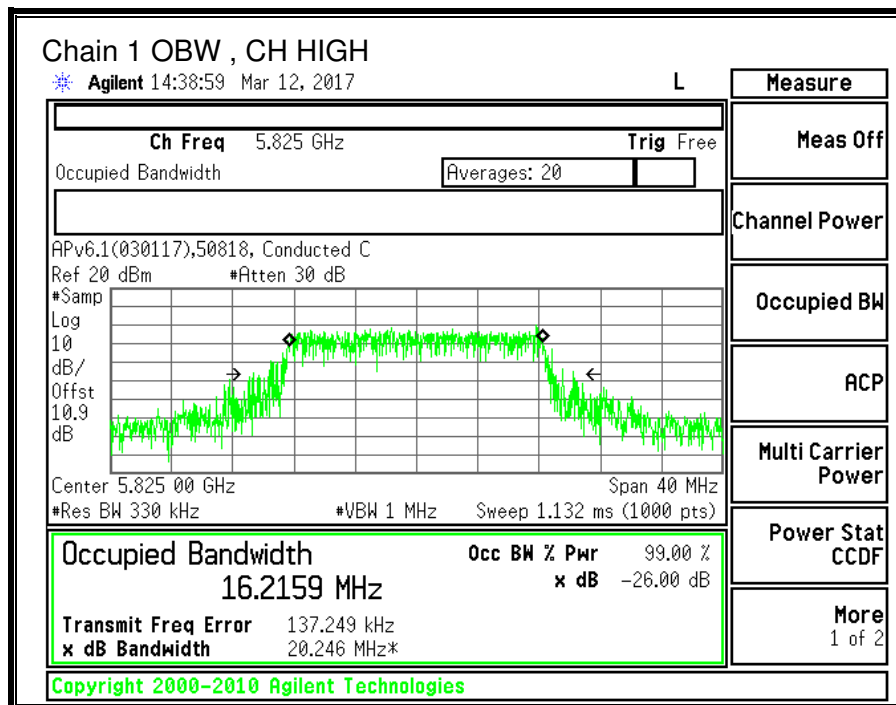 Chain 1 OBW , CH HIGH
Agilent 14:38:59 Mar 12, 2017 L
Measure
Ch Freq 5.825 GHz Trig Free
Meas Off
Occupied Bandwidth Averages: 20
Channel Power
APv6.1(030117),50818, Conducted C
Ref 20 dBm #Atten 30 dB
#Samp
Log
10
dB/
Offst
10.9
dB
Occupied BW
ACP
Center 5.825 00 GHz Span 40 MHz
#Res BW 330 kHz #VBW 1 MHz Sweep 1.132 ms (1000 pts)
Multi Carrier
Power
Occupied Bandwidth
16.2159 MHz
Occ BW % Pwr 99.00 %
x dB -26.00 dB
Transmit Freq Error 137.249 kHz
x dB Bandwidth 20.246 MHz*
Power Stat
CCDF
More
1 of 2
Copyright 2000-2010 Agilent Technologies